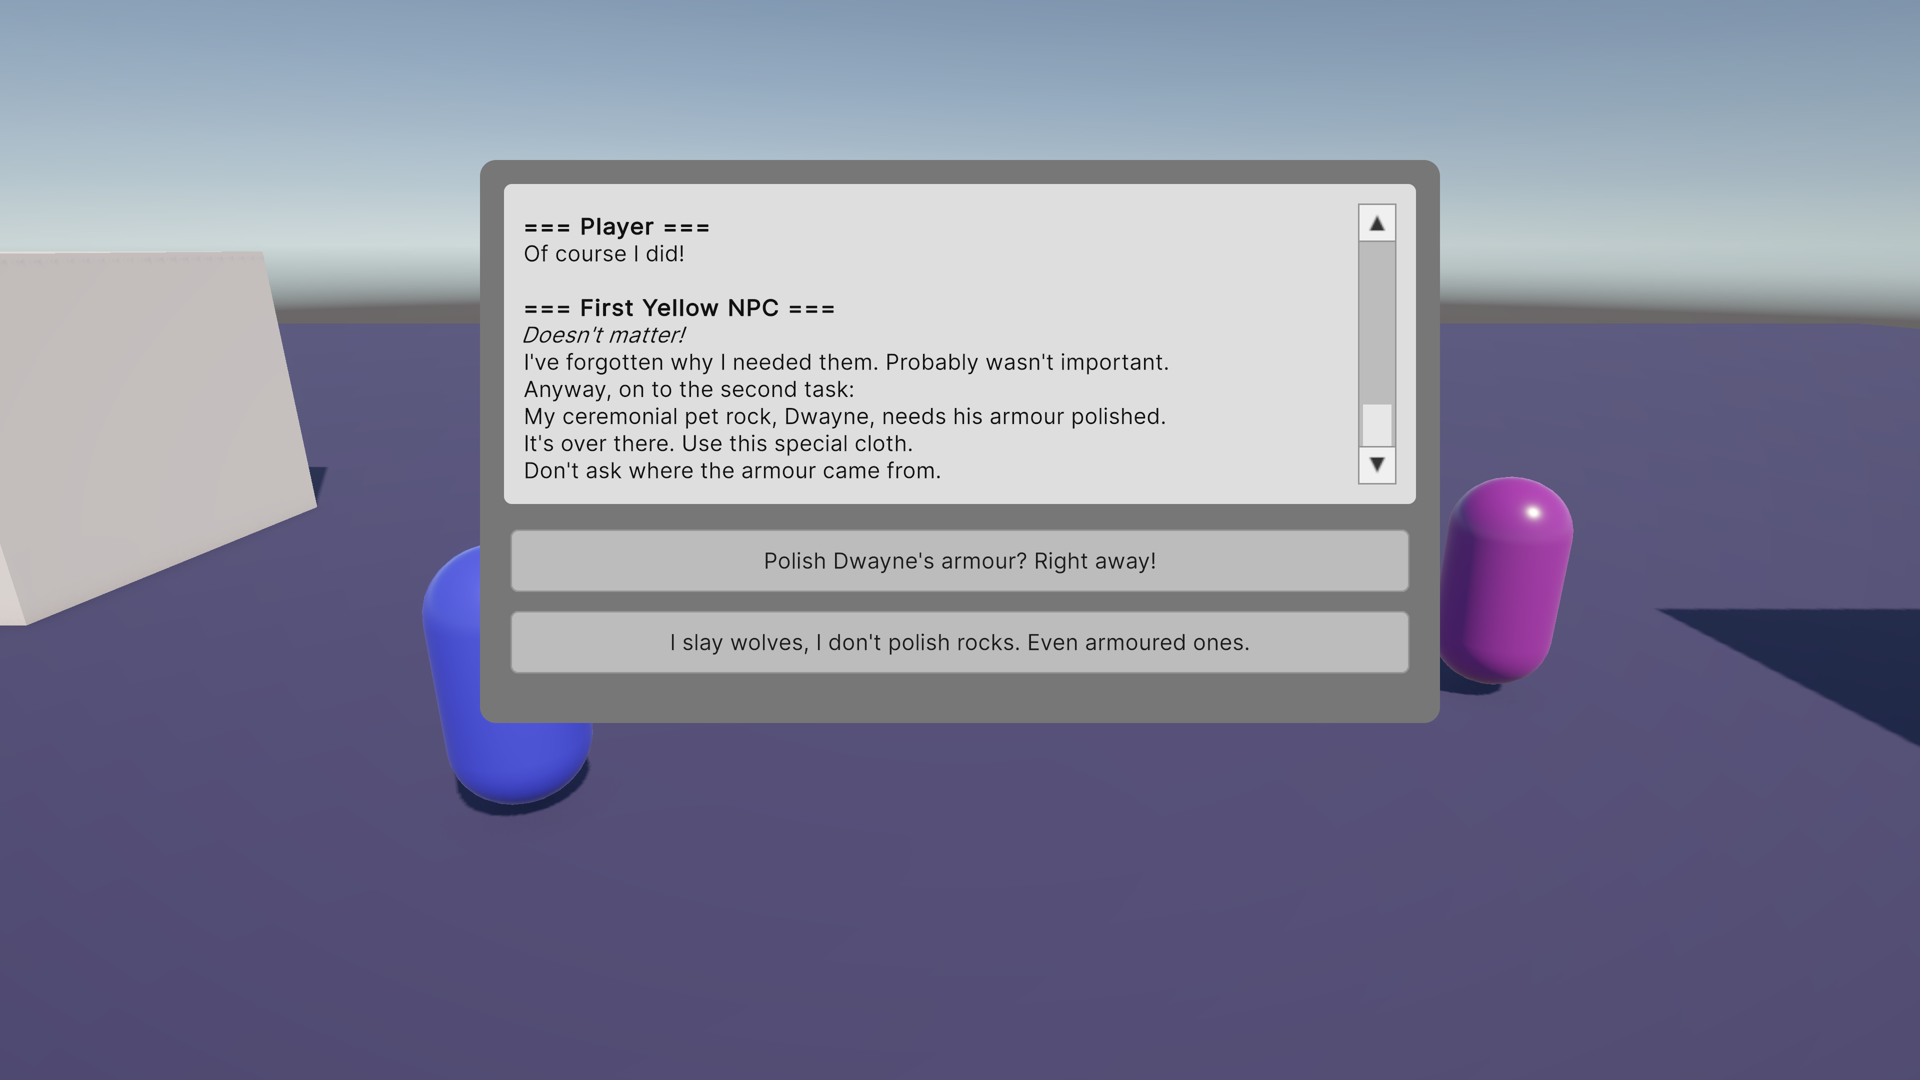 === Player ===
Of course I did!
=== First Yellow NPC ===
Doesn't matter!
I've forgotten why I needed them. Probably wasn't important.
Anyway, on to the second task:
My ceremonial pet rock, Dwayne, needs his armour polished.
It's over there. Use this special cloth.
Don't ask where the armour came from.
Polish Dwayne's armour? Right away!
I slay wolves, I don't polish rocks. Even armoured ones.